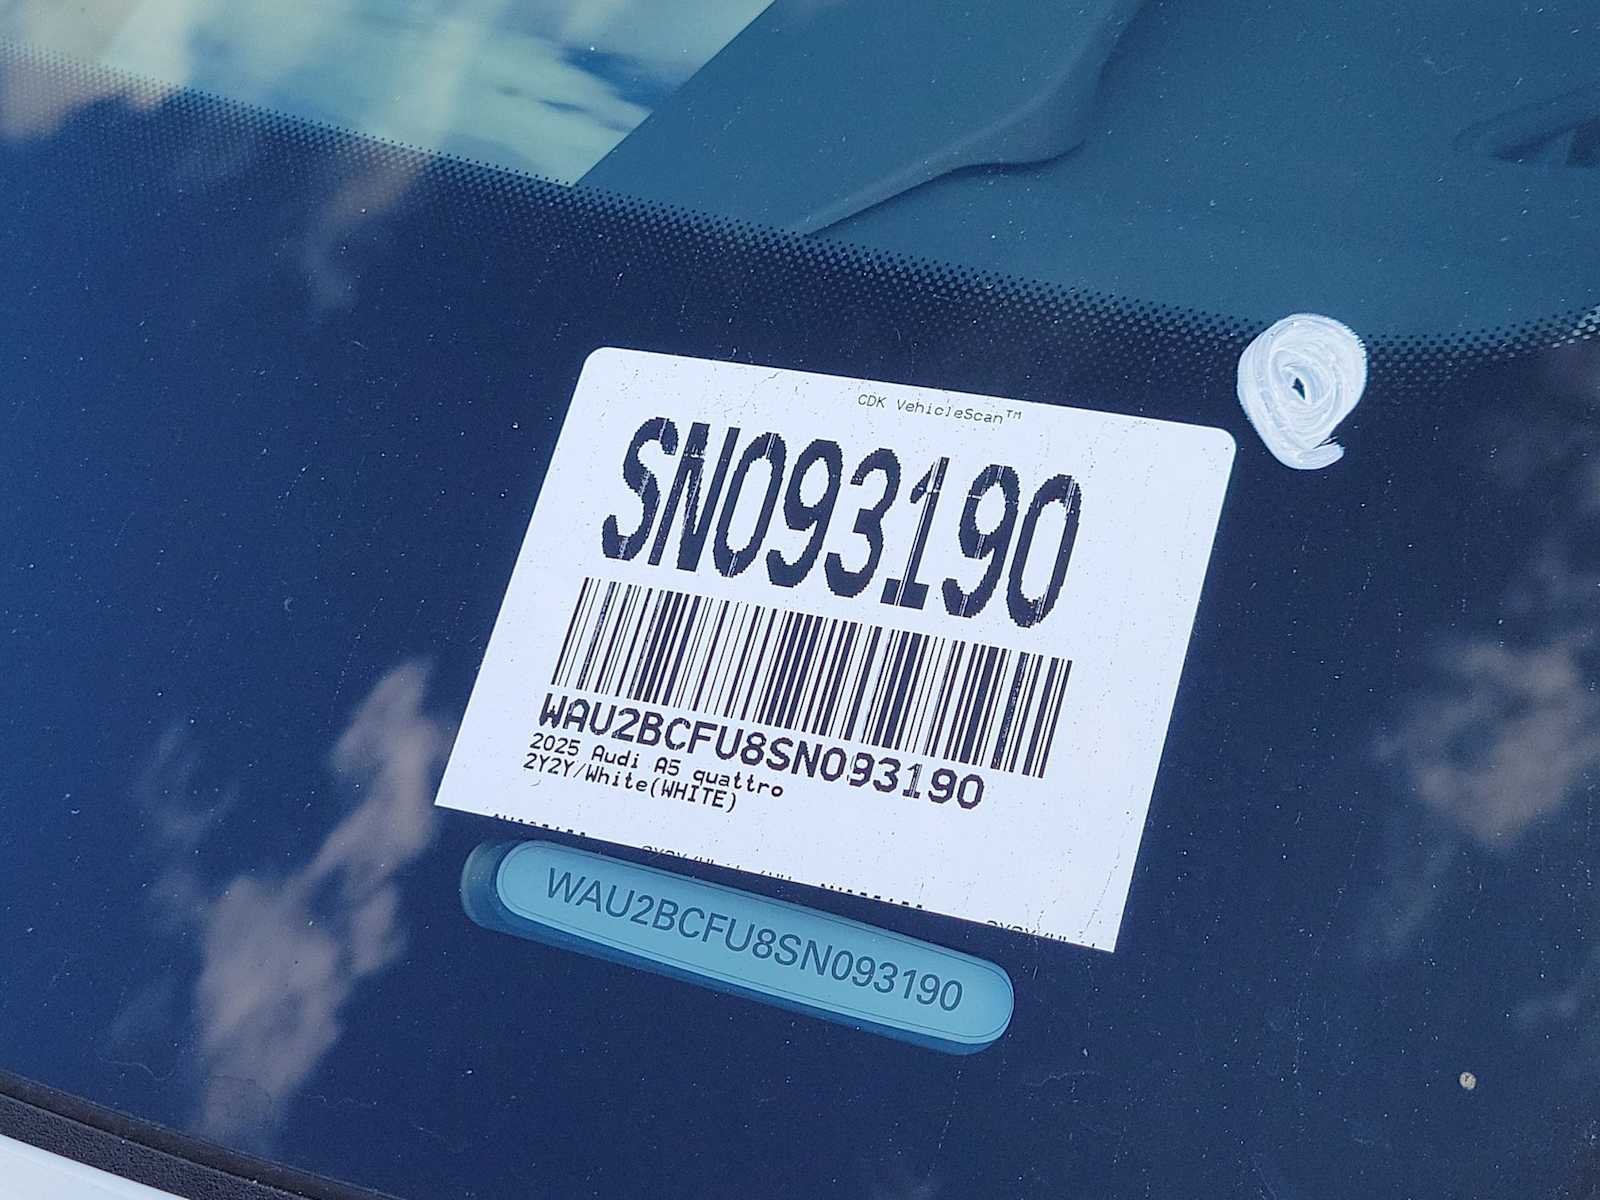 CDK VehicleScan™
SN093190
WAU2BCFU8SN093190
2025 Audi A5 quattro
2Y2Y/White(WHITE)
WAU2BCFU8SN093190